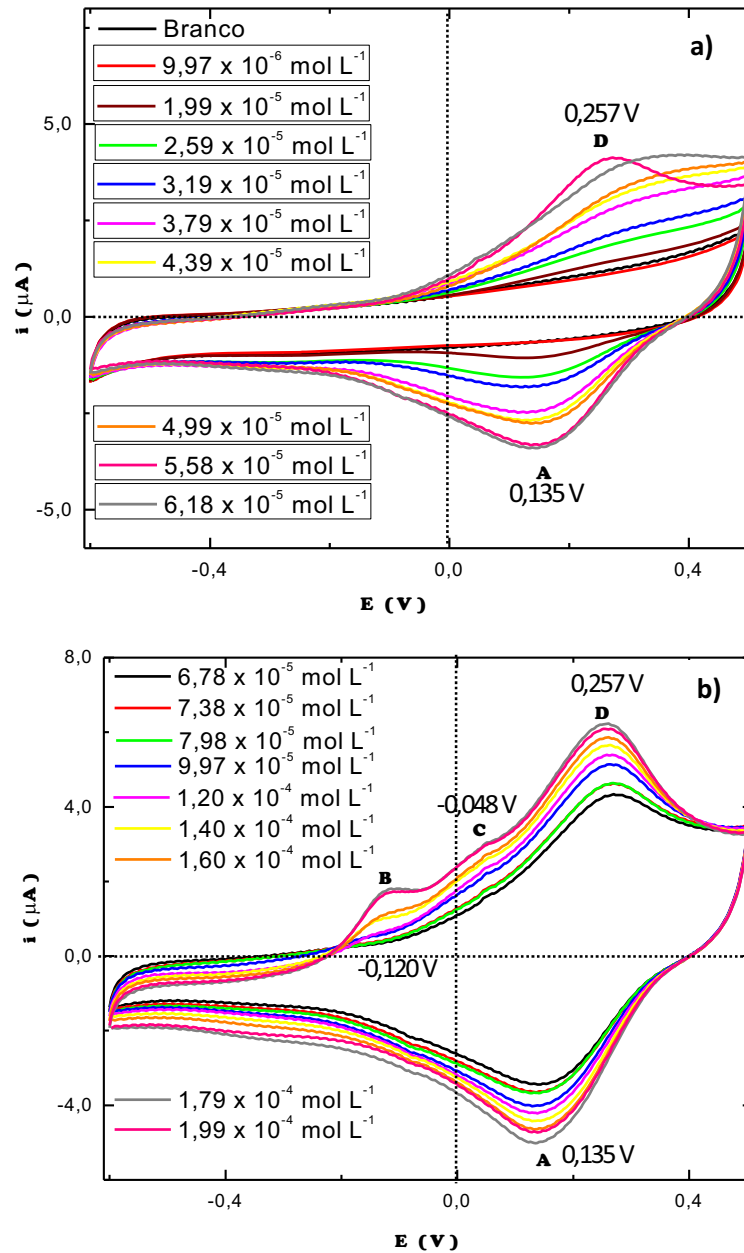 a)
Branco
9,97 x 10⁻⁶ mol L⁻¹
1,99 x 10⁻⁵ mol L⁻¹
2,59 x 10⁻⁵ mol L⁻¹
3,19 x 10⁻⁵ mol L⁻¹
3,79 x 10⁻⁵ mol L⁻¹
4,39 x 10⁻⁵ mol L⁻¹
0,257 V
D
5,0
0,0
-5,0
i (µA)
4,99 x 10⁻⁵ mol L⁻¹
5,58 x 10⁻⁵ mol L⁻¹
6,18 x 10⁻⁵ mol L⁻¹
A
0,135 V
-0,4
0,0
0,4
E (V)
b)
8,0
4,0
0,0
-4,0
i (µA)
6,78 x 10⁻⁵ mol L⁻¹
7,38 x 10⁻⁵ mol L⁻¹
7,98 x 10⁻⁵ mol L⁻¹
9,97 x 10⁻⁵ mol L⁻¹
1,20 x 10⁻⁴ mol L⁻¹
1,40 x 10⁻⁴ mol L⁻¹
1,60 x 10⁻⁴ mol L⁻¹
0,257 V
D
-0,048 V
C
B
-0,120 V
1,79 x 10⁻⁴ mol L⁻¹
1,99 x 10⁻⁴ mol L⁻¹
A 0,135 V
-0,4
0,0
0,4
E (V)